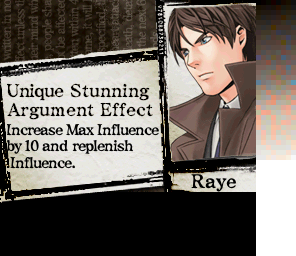 Unique Stunning
Argument Effect
Increase Max Influence
by 10 and replenish
Influence.
Raye